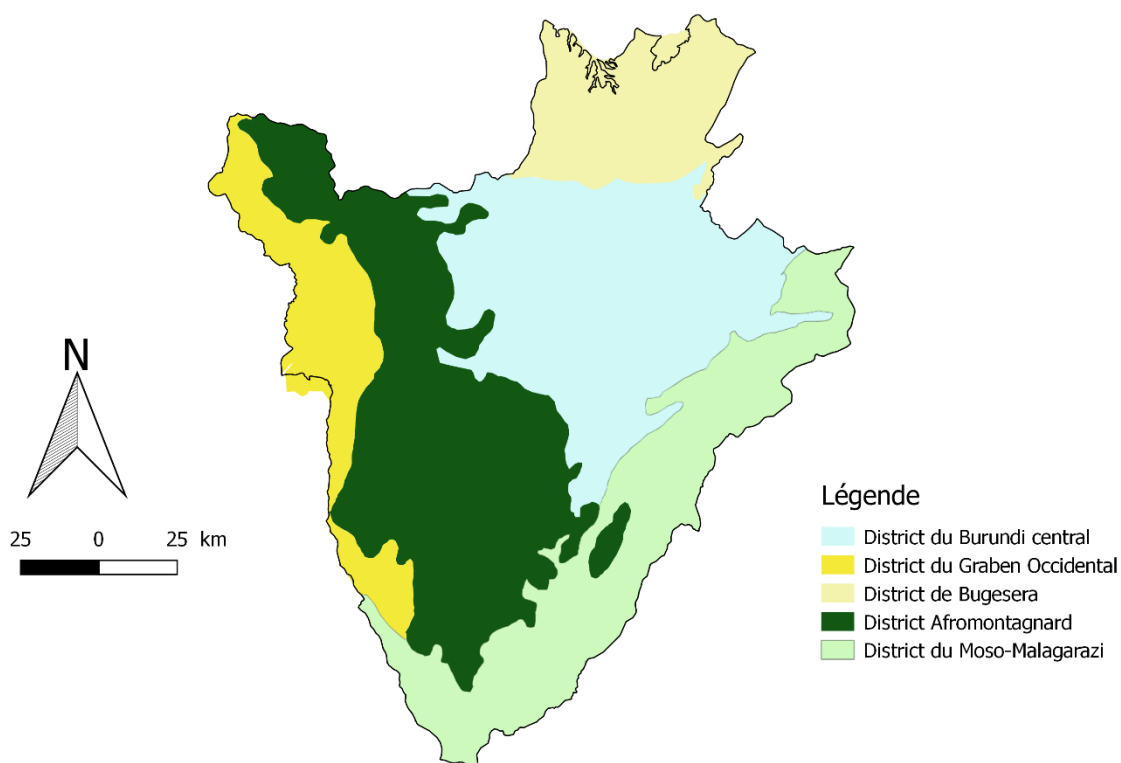 N
25 0 25 km
Légende
District du Burundi central
District du Graben Occidental
District de Bugesera
District Afromontagnard
District du Moso-Malagarazi